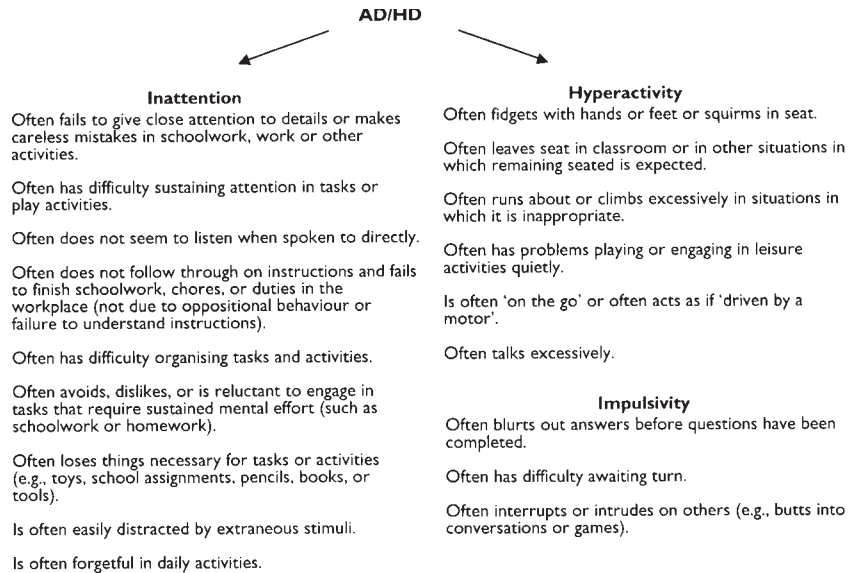 AD/HD
Inattention
Often fails to give close attention to details or makes
careless mistakes in schoolwork, work or other
activities.
Often has difficulty sustaining attention in tasks or
play activities.
Often does not seem to listen when spoken to directly.
Often does not follow through on instructions and fails
to finish schoolwork, chores, or duties in the
workplace (not due to oppositional behaviour or
failure to understand instructions).
Often has difficulty organising tasks and activities.
Often avoids, dislikes, or is reluctant to engage in
tasks that require sustained mental effort (such as
schoolwork or homework).
Often loses things necessary for tasks or activities
(e.g., toys, school assignments, pencils, books, or
tools).
Is often easily distracted by extraneous stimuli.
Is often forgetful in daily activities.
Hyperactivity
Often fidgets with hands or feet or squirms in seat.
Often leaves seat in classroom or in other situations in
which remaining seated is expected.
Often runs about or climbs excessively in situations in
which it is inappropriate.
Often has problems playing or engaging in leisure
activities quietly.
Is often 'on the go' or often acts as if 'driven by a
motor'.
Often talks excessively.
Impulsivity
Often blurts out answers before questions have been
completed.
Often has difficulty awaiting turn.
Often interrupts or intrudes on others (e.g., butts into
conversations or games).